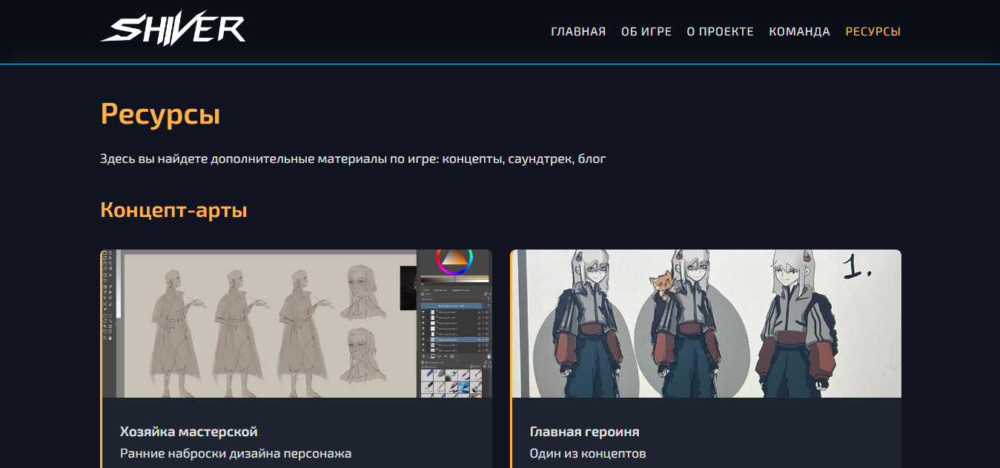 SHIVER
ГЛАВНАЯ ОБ ИГРЕ О ПРОЕКТЕ КОМАНДА РЕСУРСЫ
Ресурсы
Здесь вы найдете дополнительные материалы по игре: концепты, саундтрек, блог
Концепт-арты
1.
Хозяйка мастерской
Ранние наброски дизайна персонажа
Главная героиня
Один из концептов